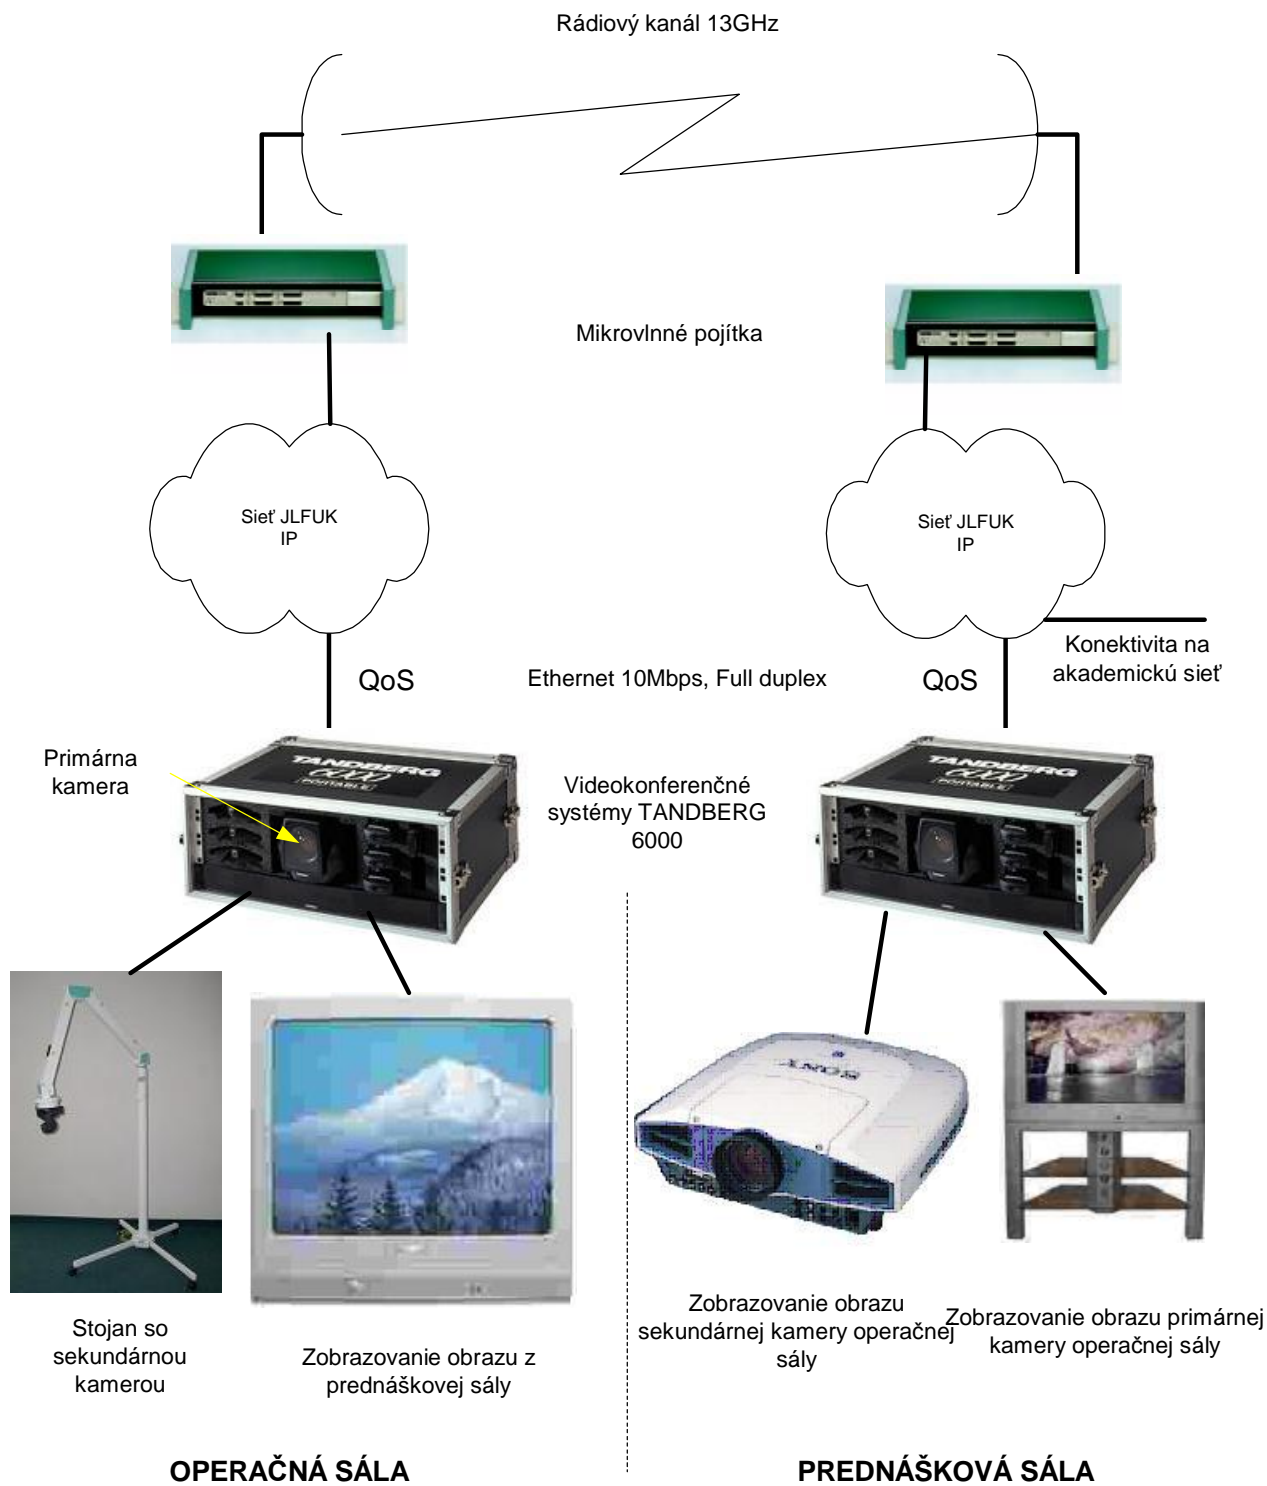 Rádiový kanál 13GHz
Mikrovlnné pojítka
Sieť JLFUK
IP
Sieť JLFUK
IP
Konektivita na
akademickú sieť
QoS
Ethernet 10Mbps, Full duplex
QoS
Primárna
kamera
TANDBERG
6000
PORTABLE
Videokonferenčné
systémy TANDBERG
6000
TANDBERG
6000
PORTABLE
SONY
Stojan so
sekundárnou
kamerou
Zobrazovanie obrazu z
prednáškovej sály
Zobrazovanie obrazu
sekundárnej kamery operačnej
sály
Zobrazovanie obrazu primárnej
kamery operačnej sály
OPERAČNÁ SÁLA
PREDNÁŠKOVÁ SÁLA